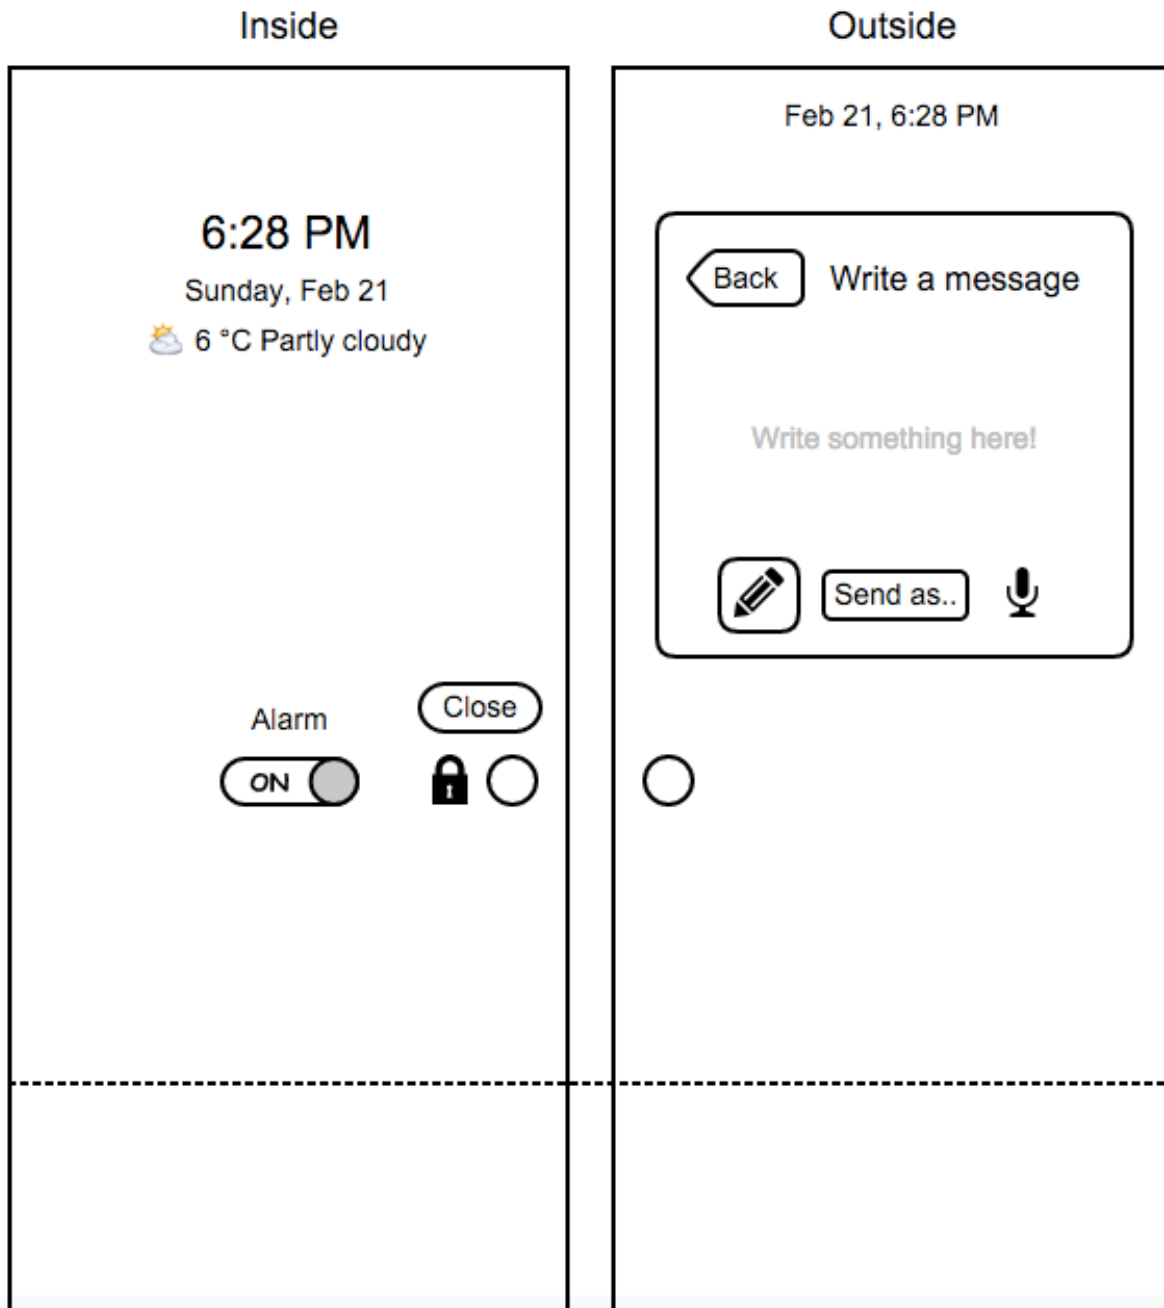 Inside
6:28 PM
Sunday, Feb 21
6 °C Partly cloudy
Alarm
ON
Close
Outside
Feb 21, 6:28 PM
Back
Write a message
Write something here!
Send as..